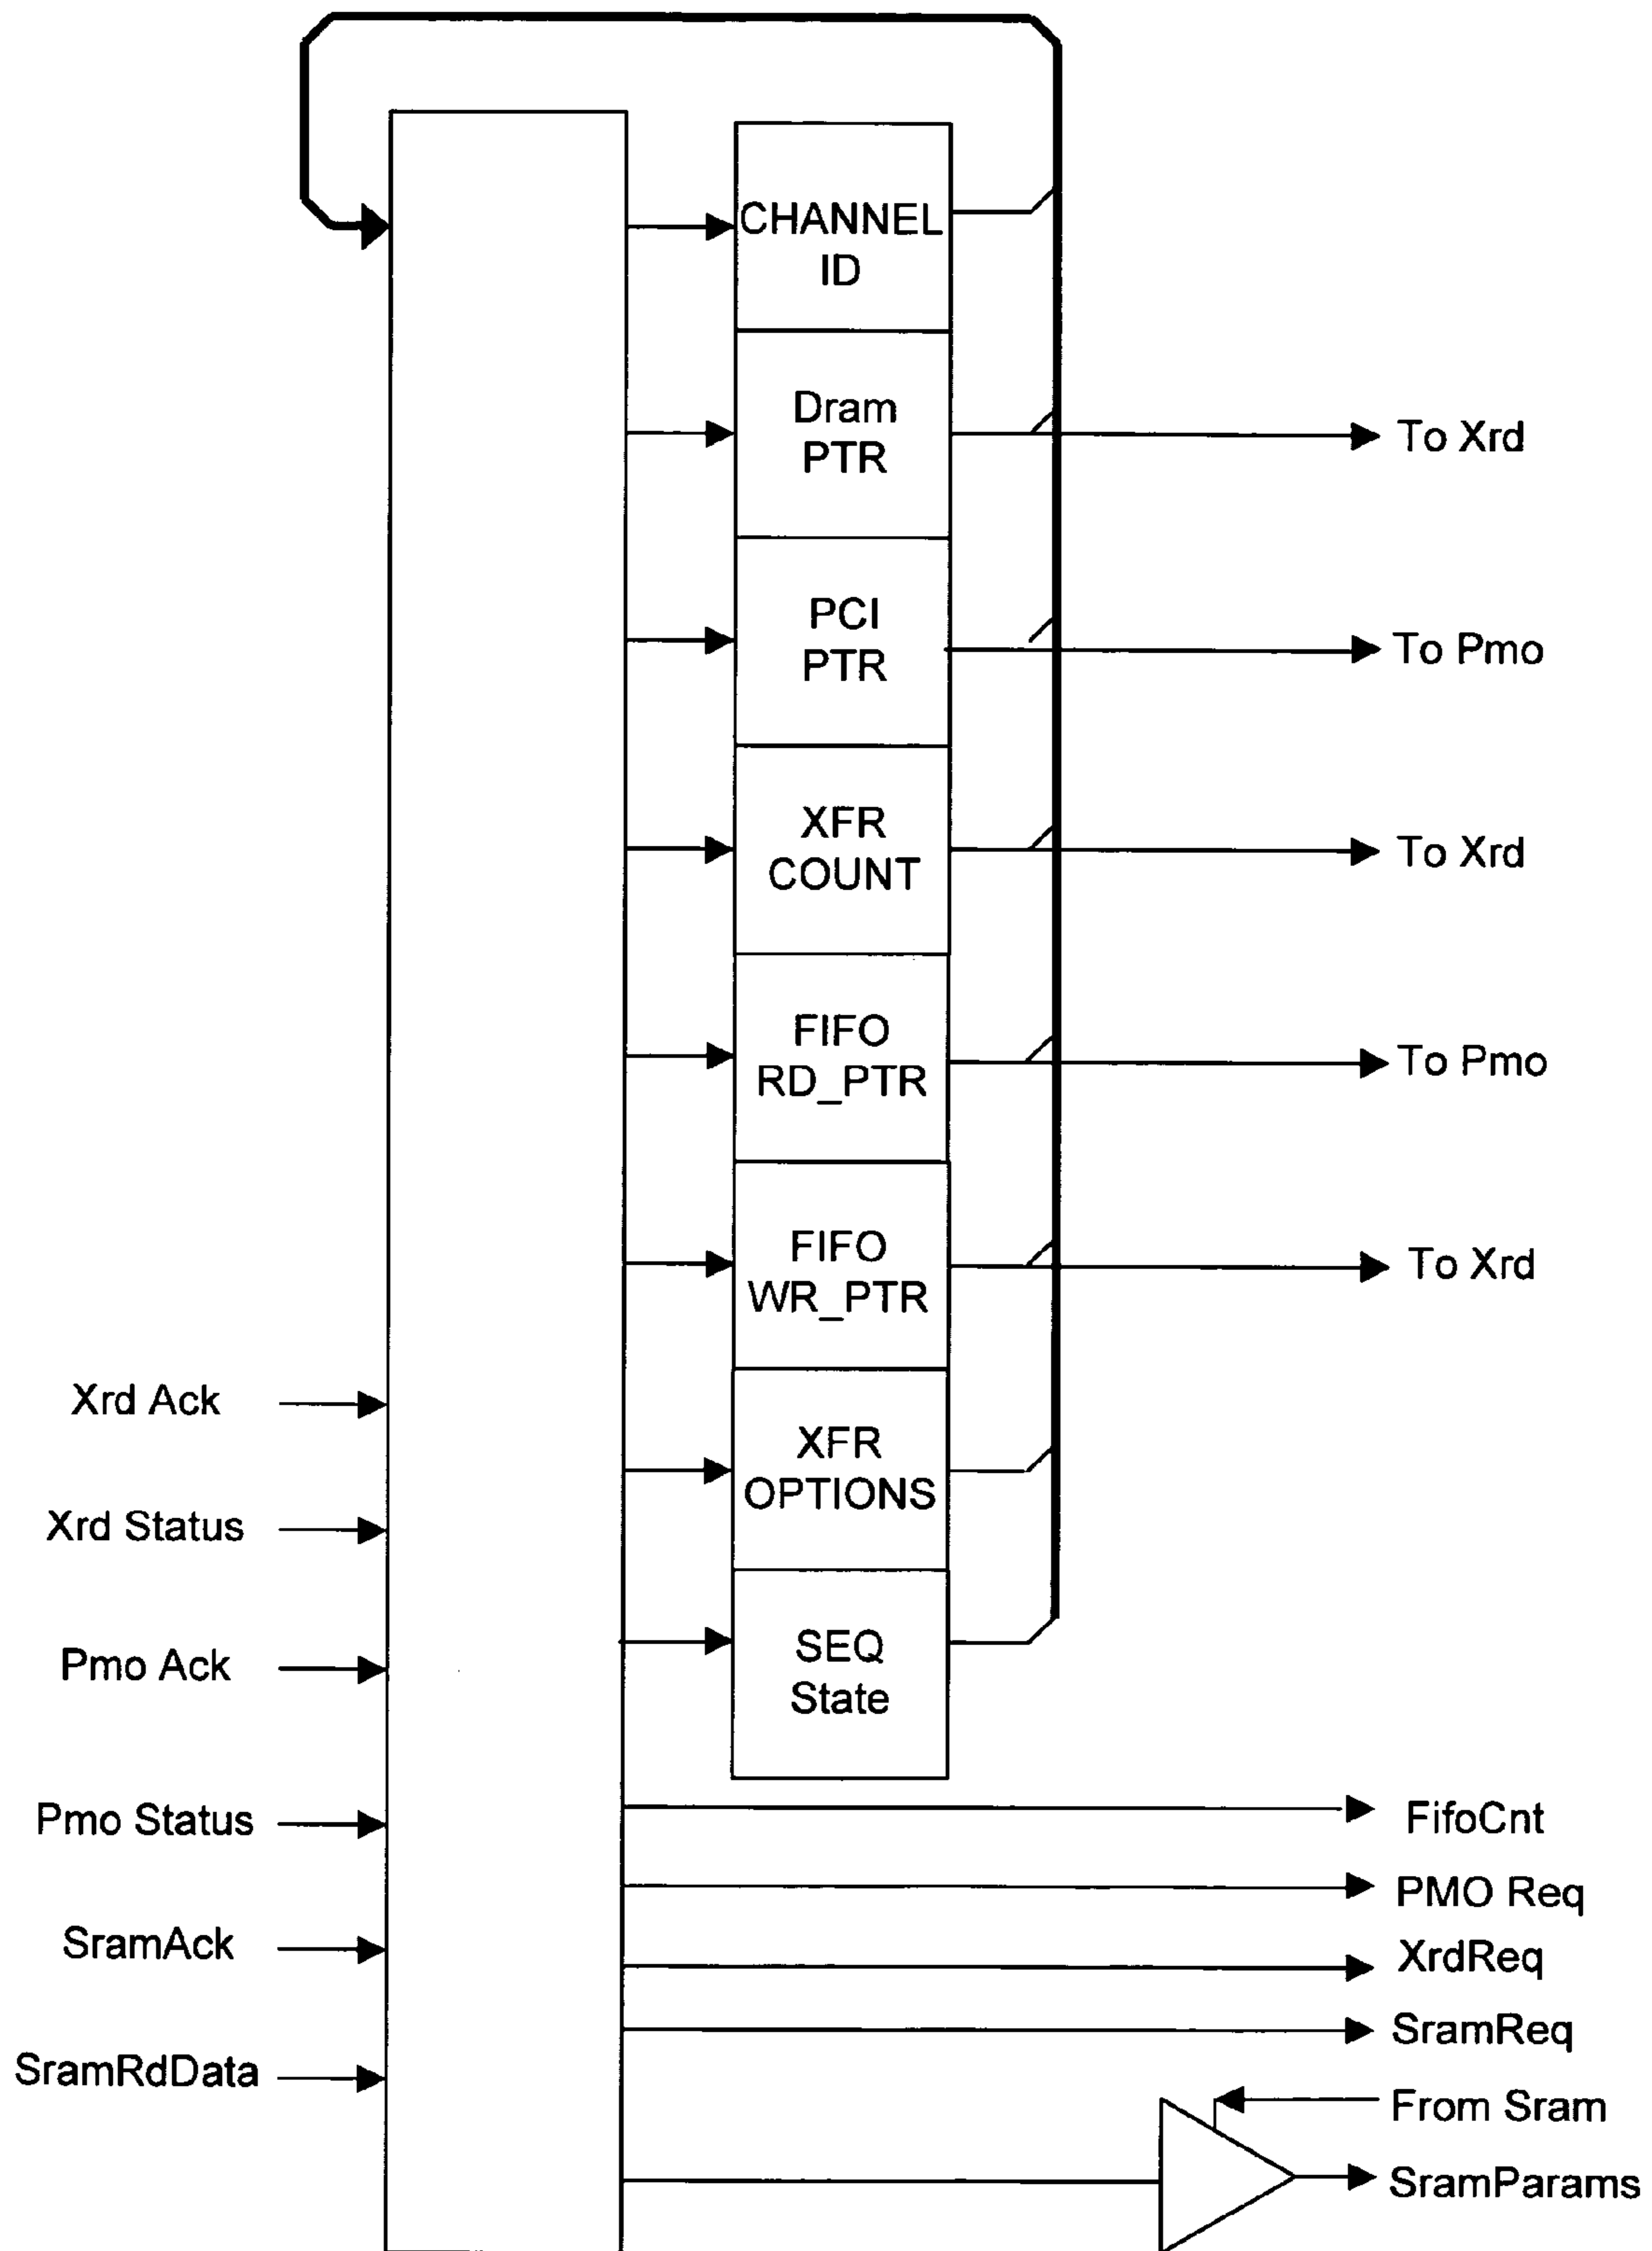 CHANNEL
ID
Dram
PTR
To Xrd
PCI
PTR
To Pmo
XFR
COUNT
To Xrd
FIFO
RD_PTR
To Pmo
FIFO
WR_PTR
To Xrd
Xrd Ack
XFR
OPTIONS
Xrd Status
Pmo Ack
SEQ
State
Pmo Status
FifoCnt
PMO Req
SramAck
XrdReq
SramReq
SramRdData
From Sram
SramParams